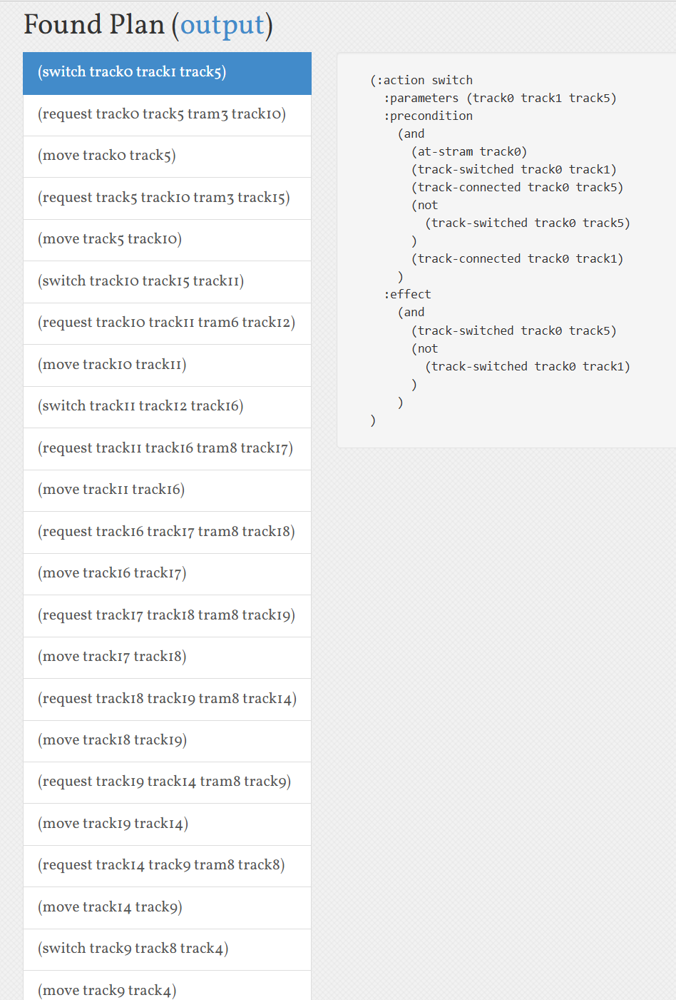 Found Plan (output)
(switch track0 track1 track5)
(request track0 track5 tram3 track10)
(move track0 track5)
(request track5 track10 tram3 track15)
(move track5 track10)
(switch track10 track15 track11)
(request track10 track11 tram6 track12)
(move track10 track11)
(switch track11 track12 track16)
(request track11 track16 tram8 track17)
(move track11 track16)
(request track16 track17 tram8 track18)
(move track16 track17)
(request track17 track18 tram8 track19)
(move track17 track18)
(request track18 track19 tram8 track14)
(move track18 track19)
(request track19 track14 tram8 track9)
(move track19 track14)
(request track14 track9 tram8 track8)
(move track14 track9)
(switch track9 track8 track4)
(move track9 track4)
(:action switch
:parameters (track0 track1 track5)
:precondition
(and
(at-stram track0)
(track-switched track0 track1)
(track-connected track0 track5)
(not
(track-switched track0 track5)
)
(track-connected track0 track1)
)
:effect
(and
(track-switched track0 track5)
(not
(track-switched track0 track1)
)
)
)